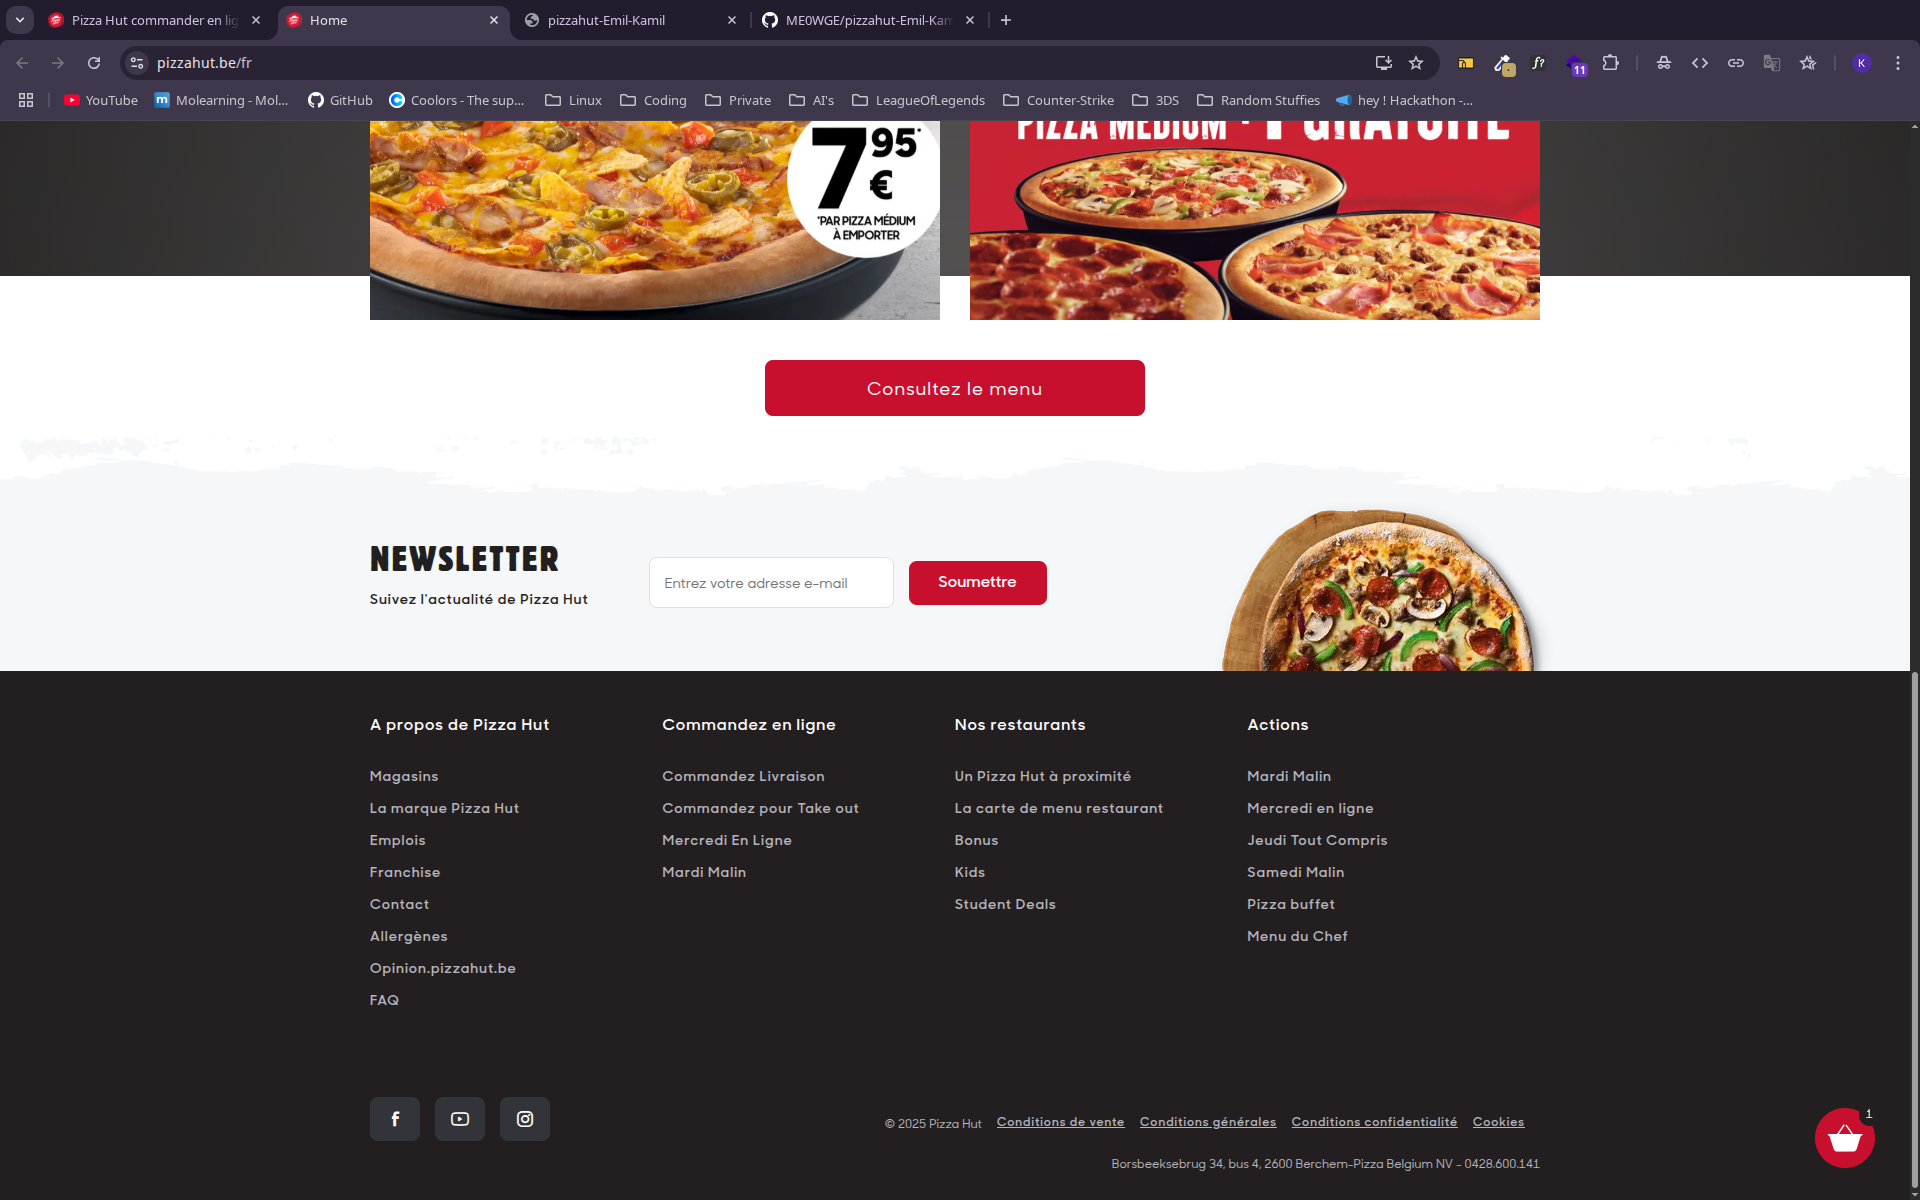 Pizza Hut commander en lig
Home
pizzahut-Emil-Kamil
ME0WGE/pizzahut-Emil-Kam
pizzahut.be/fr
11
K
YouTube
Molearning - Mol...
GitHub
Coolors - The sup...
Linux
Coding
Private
AI's
LeagueOfLegends
Counter-Strike
3DS
Random Stuffies
hey ! Hackathon -...
7 95* €
*PAR PIZZA MÉDIUM
À EMPORTER
PIZZA MEDIUM + 1 GRATUITE
Consultez le menu
NEWSLETTER
Suivez l'actualité de Pizza Hut
Entrez votre adresse e-mail
Soumettre
A propos de Pizza Hut
Magasins
La marque Pizza Hut
Emplois
Franchise
Contact
Allergènes
Opinion.pizzahut.be
FAQ
Commandez en ligne
Commandez Livraison
Commandez pour Take out
Mercredi En Ligne
Mardi Malin
Nos restaurants
Un Pizza Hut à proximité
La carte de menu restaurant
Bonus
Kids
Student Deals
Actions
Mardi Malin
Mercredi en ligne
Jeudi Tout Compris
Samedi Malin
Pizza buffet
Menu du Chef
© 2025 Pizza Hut
Conditions de vente
Conditions générales
Conditions confidentialité
Cookies
Borsbeeksebrug 34, bus 4, 2600 Berchem-Pizza Belgium NV - 0428.600.141
1